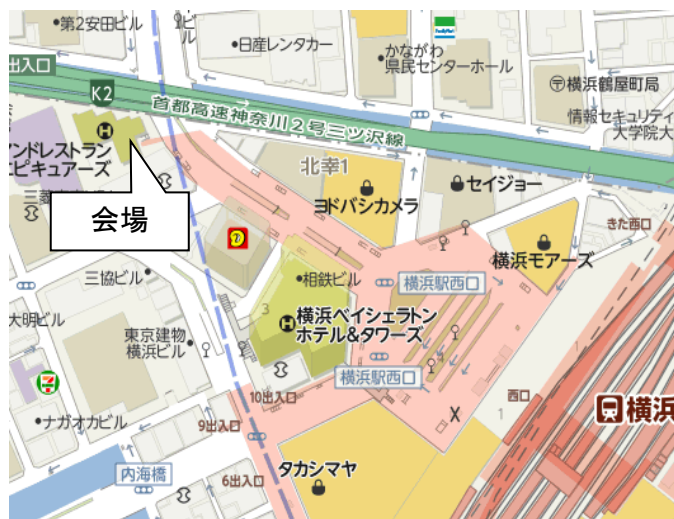 第2安田ビル
日産レンタカー
かながわ
県民センターホール
横浜鶴屋町局
出入口
K2
首都高速神奈川2号三ツ沢線
情報セキュリティ
大学院大
ンドレストラン
エピキュアーズ
北幸1
セイジョー
ヨドバシカメラ
会場
きた西口
横浜モアーズ
三協ビル
相鉄ビル
横浜駅西口
3
大明ビル
横浜ベイシェラトン
ホテル&タワーズ
東京建物
横浜ビル
横浜駅西口
10出入口
西口
1
横浜
ナガオカビル
9出入口
内海橋
6出入口
タカシマヤ